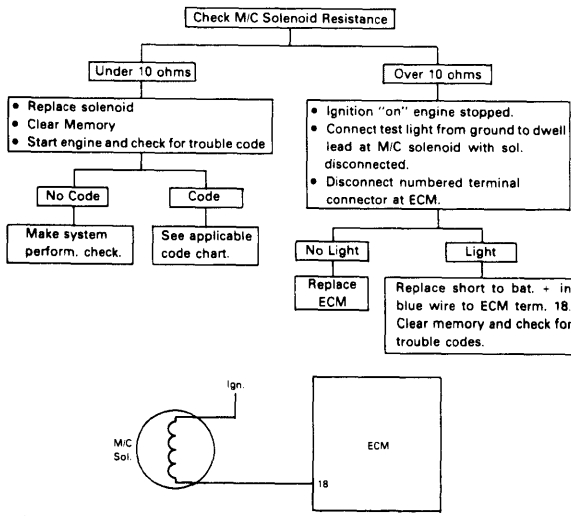 Check M/C Solenoid Resistance
Under 10 ohms
Over 10 ohms
• Replace solenoid
• Clear Memory
• Start engine and check for trouble code
• Ignition "on" engine stopped.
• Connect test light from ground to dwell
lead at M/C solenoid with sol.
disconnected.
• Disconnect numbered terminal
connector at ECM.
No Code
Code
No Light
Light
Make system
perform. check.
See applicable
code chart.
Replace
ECM
Replace short to bat. + in
blue wire to ECM term. 18.
Clear memory and check for
trouble codes.
Ign.
M/C
Sol.
ECM
18